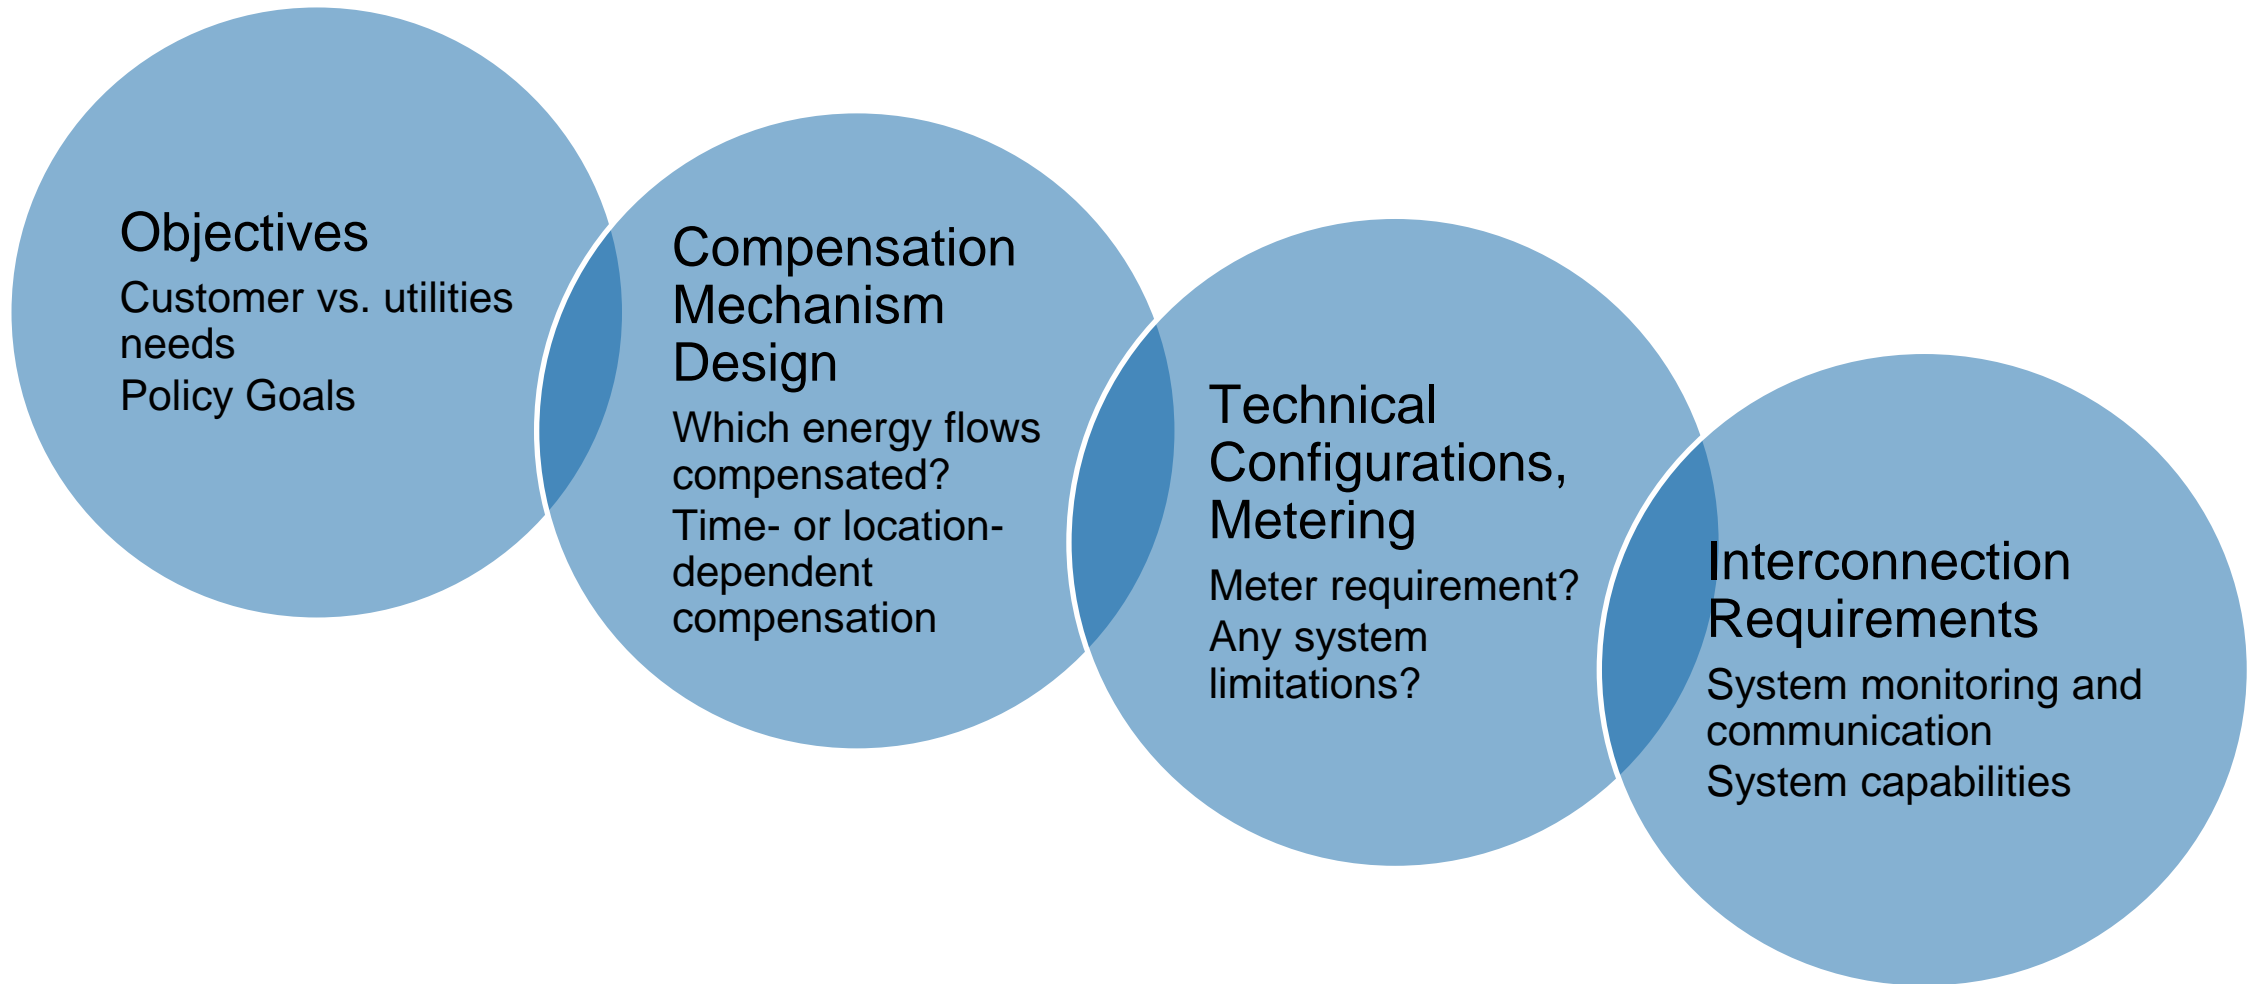 Objectives
Customer vs. utilities
needs
Policy Goals
Compensation
Mechanism
Design
Which energy flows
compensated?
Time- or location-
dependent
compensation
Technical
Configurations,
Metering
Meter requirement?
Any system
limitations?
Interconnection
Requirements
System monitoring and
communication
System capabilities